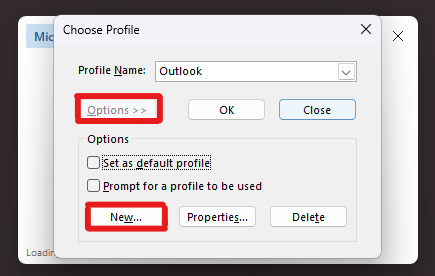 Choose Profile
Mic
Profile Name: Outlook
Options >>
OK
Close
Options
Set as default profile
Prompt for a profile to be used
New...
Properties...
Delete
Loadin